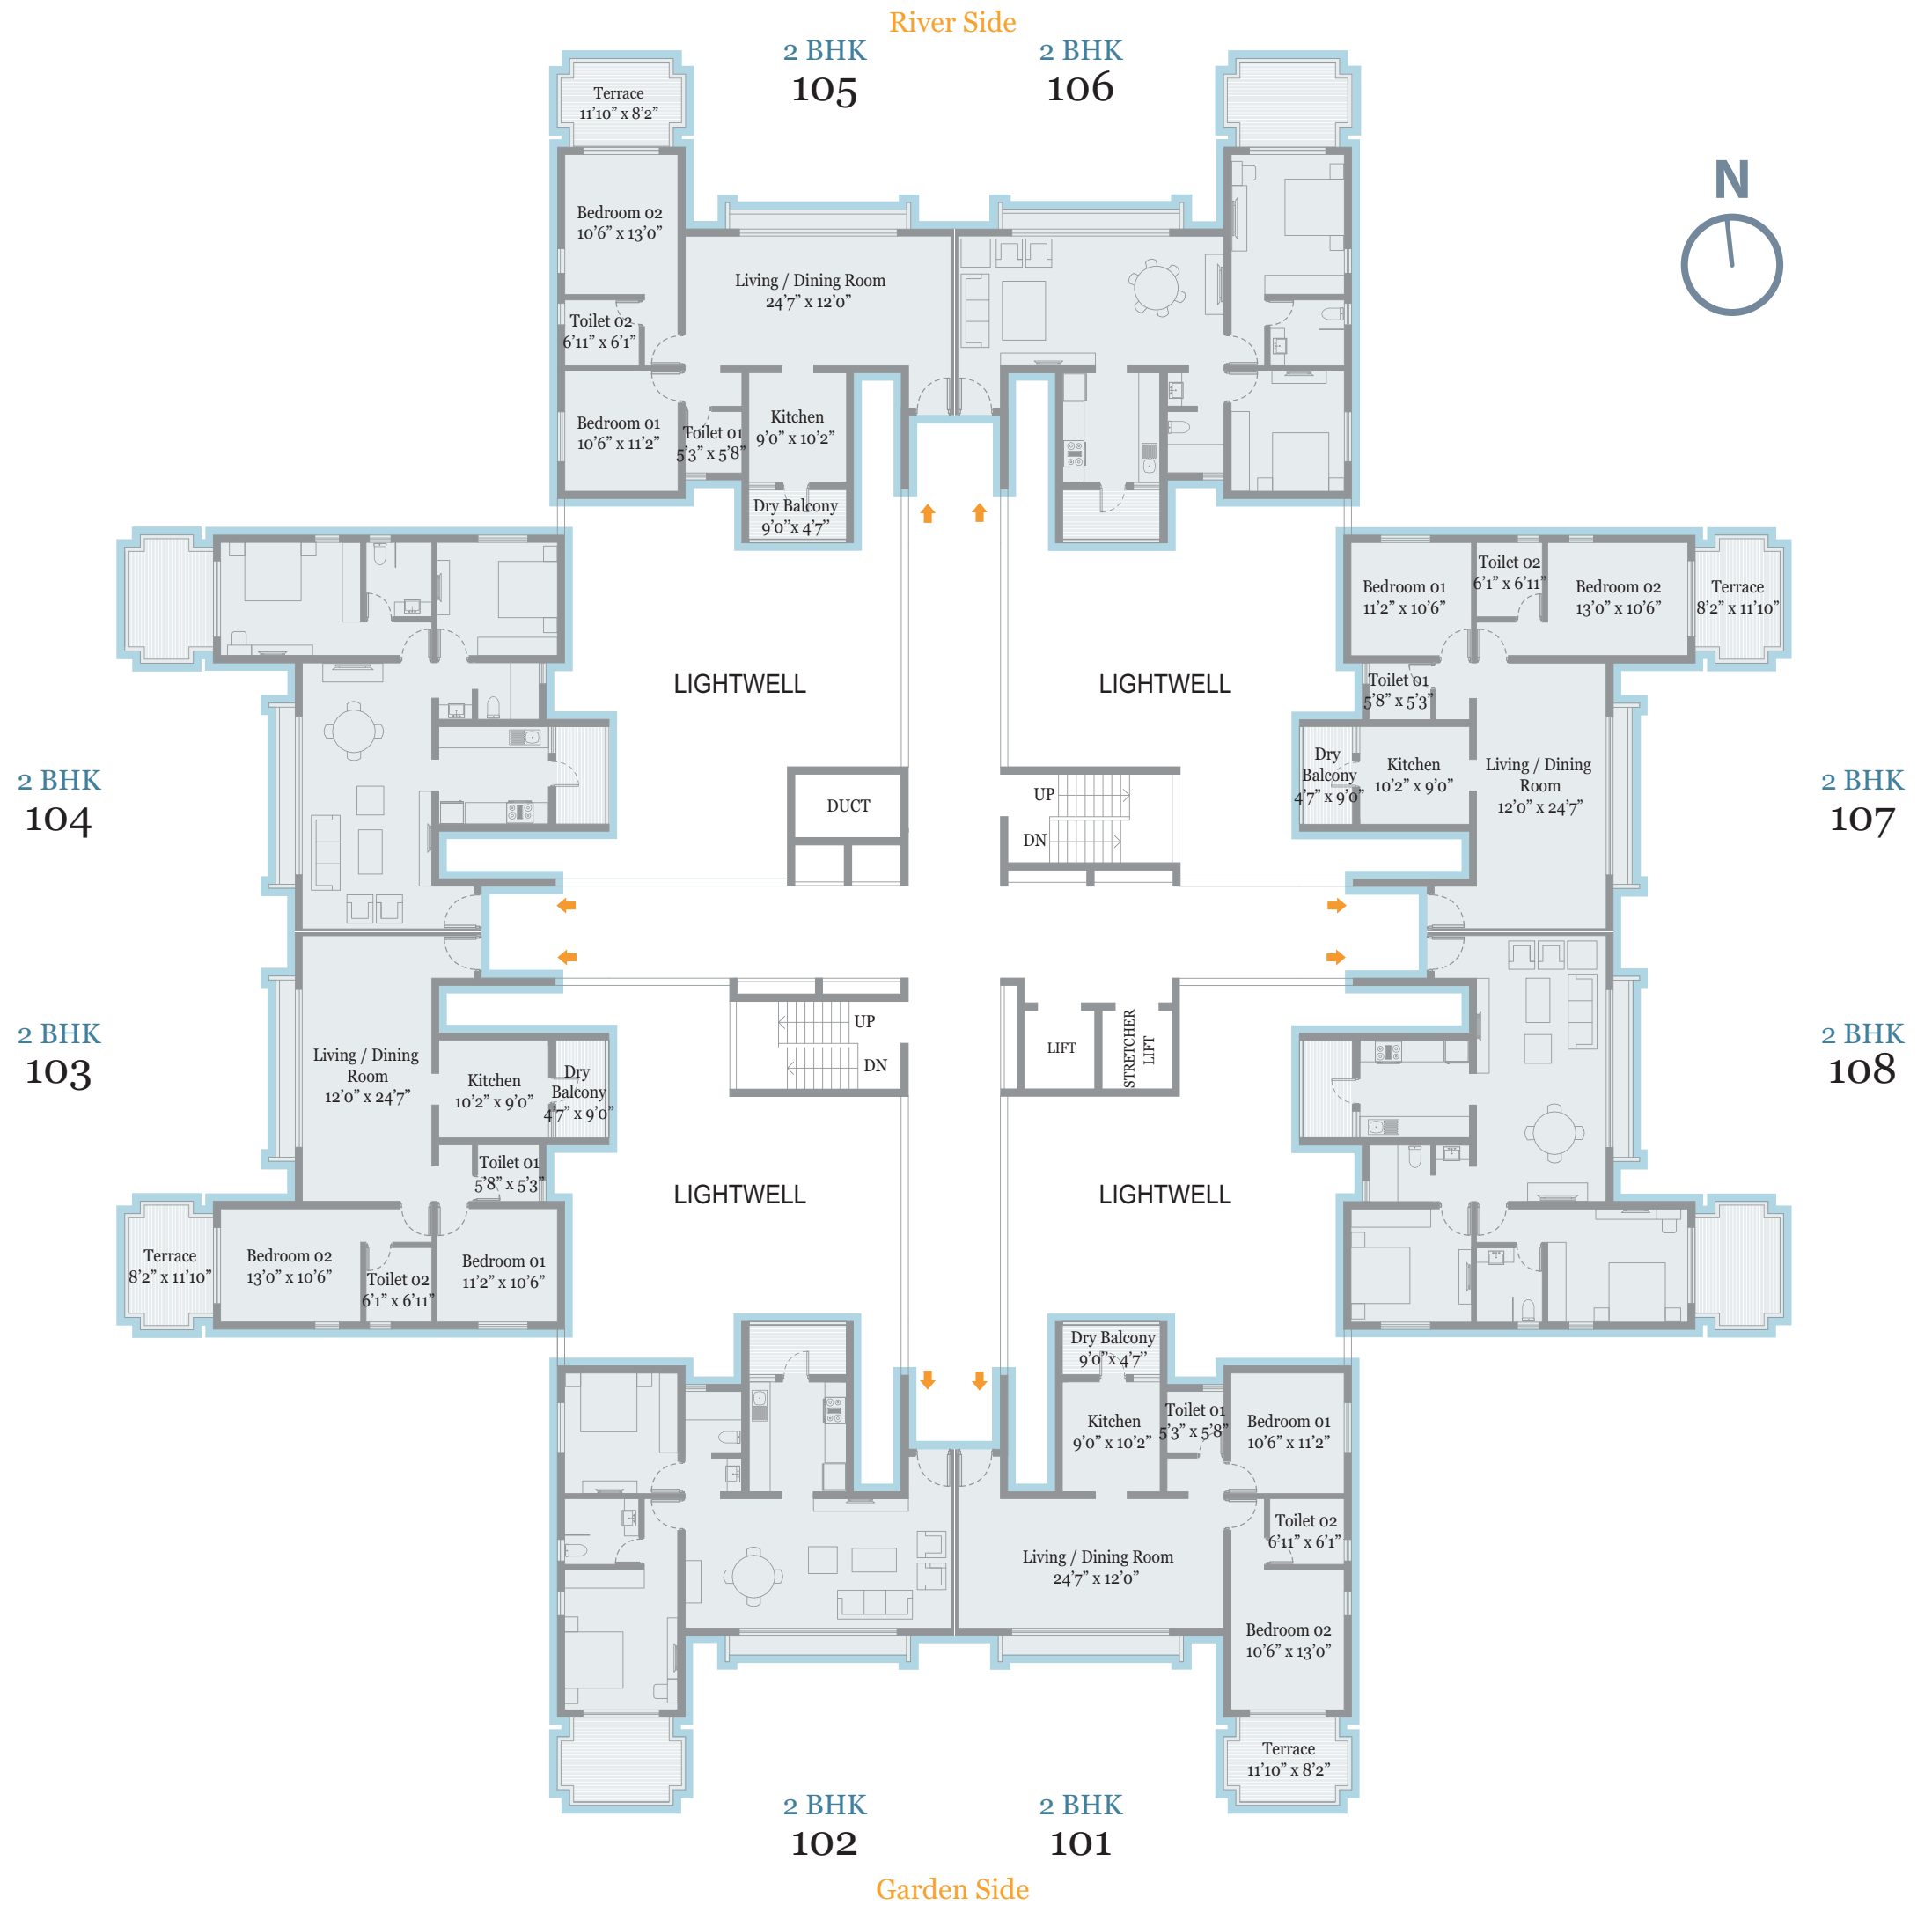 River Side
2 BHK
105
2 BHK
106
N
Terrace
11’10” x 8’2”
Bedroom 02
10’6” x 13’0”
Living / Dining Room
24’7” x 12’0”
Toilet 02
6’11” x 6’1”
Bedroom 01
10’6” x 11’2”
Toilet 01
5’3” x 5’8”
Kitchen
9’0” x 10’2”
Dry Balcony
9’0’’x 4’7’’
Bedroom 01
11’2” x 10’6”
Toilet 02
6’1” x 6’11”
Bedroom 02
13’0” x 10’6”
Terrace
8’2” x 11’10”
LIGHTWELL
LIGHTWELL
Toilet 01
5’8” x 5’3”
Dry
Balcony
4’7” x 9’0”
Kitchen
10’2” x 9’0”
Living / Dining
Room
12’0” x 24’7”
2 BHK
104
DUCT
UP
DN
2 BHK
107
2 BHK
103
UP
DN
LIFT
STRETCHER
LIFT
2 BHK
108
Living / Dining
Room
12’0” x 24’7”
Kitchen
10’2” x 9’0”
Dry
Balcony
4’7” x 9’0”
Toilet 01
5’8” x 5’3”
LIGHTWELL
LIGHTWELL
Terrace
8’2” x 11’10”
Bedroom 02
13’0” x 10’6”
Toilet 02
6’1” x 6’11”
Bedroom 01
11’2” x 10’6”
Dry Balcony
9’0’’x 4’7’’
Kitchen
9’0” x 10’2”
Toilet 01
5’3” x 5’8”
Bedroom 01
10’6” x 11’2”
Toilet 02
6’11” x 6’1”
Living / Dining Room
24’7” x 12’0”
Bedroom 02
10’6” x 13’0”
Terrace
11’10” x 8’2”
2 BHK
102
2 BHK
101
Garden Side